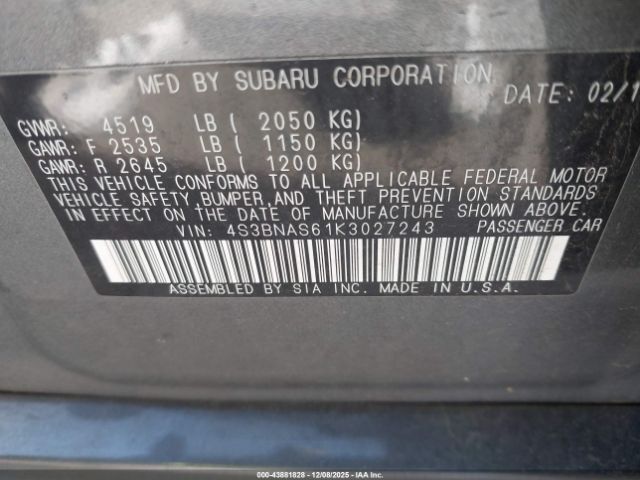 MFD BY SUBARU CORPORATION
DATE: 02/1
GVWR: 4519 LB ( 2050 KG)
GAWR: F 2535 LB ( 1150 KG)
GAWR: R 2645 LB ( 1200 KG)
THIS VEHICLE CONFORMS TO ALL APPLICABLE FEDERAL MOTOR
VEHICLE SAFETY, BUMPER, AND THEFT PREVENTION STANDARDS
IN EFFECT ON THE DATE OF MANUFACTURE SHOWN ABOVE.
VIN: 4S3BNAS61K3027243 PASSENGER CAR
ASSEMBLED BY SIA INC. MADE IN U.S.A.
000-43881828 - 12/08/2025 - IAA Inc.